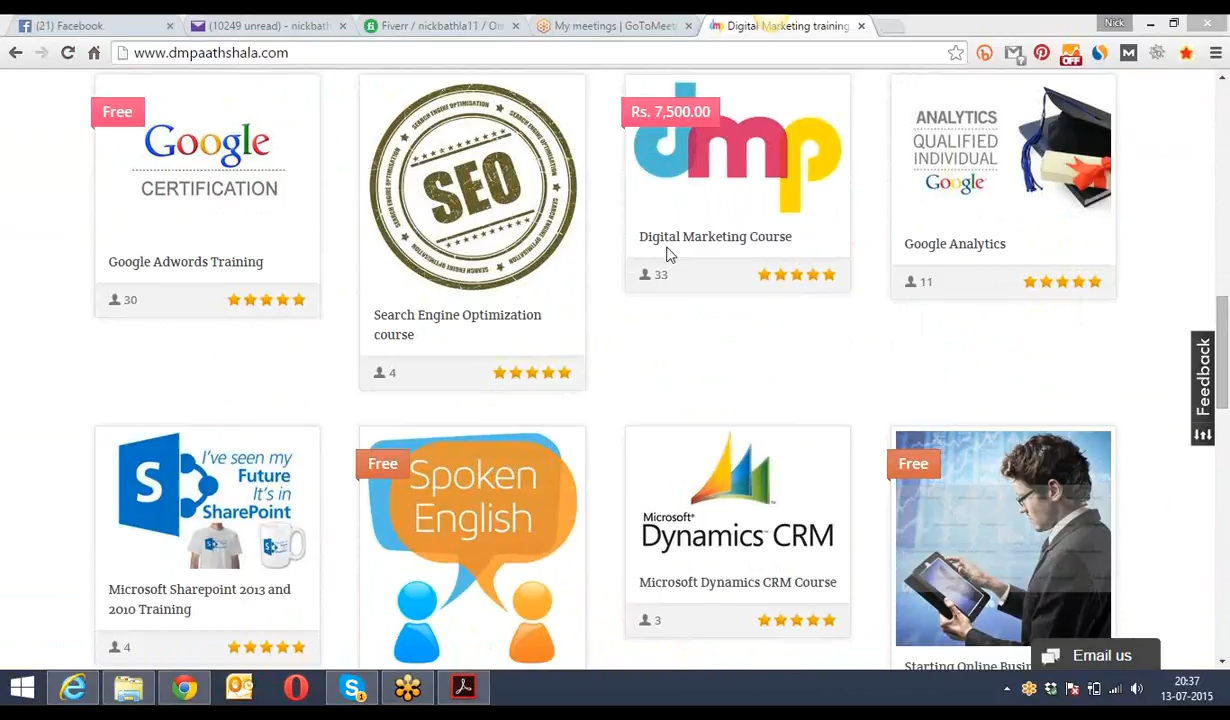 (21) Facebook
(10249 unread) - nickbath
Fiverr / nickbathla11 / Or
My meetings | GoToMeet
Digital Marketing training
Nick
www.dmpaathshala.com
OFF
Free
Google
CERTIFICATION
Google Adwords Training
30
SEARCH ENGINE OPTIMISATION
SEO
Search Engine Optimization
course
4
Rs. 7,500.00
dmp
Digital Marketing Course
33
ANALYTICS
QUALIFIED
INDIVIDUAL
Google
Google Analytics
11
Feedback
I've seen my
Future
It's in
SharePoint
Microsoft Sharepoint 2013 and
2010 Training
4
Free
Spoken
English
Microsoft
Dynamics CRM
Microsoft Dynamics CRM Course
3
Free
Starting Online Busin
Email us
20:37
13-07-2015